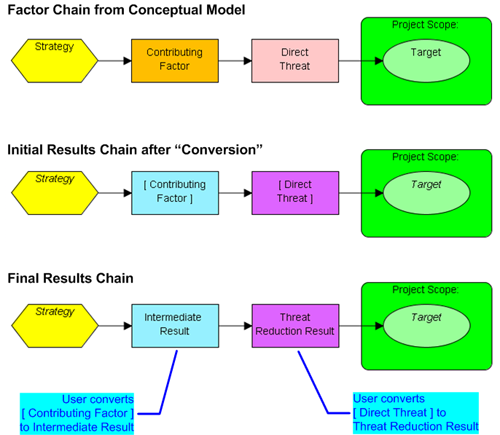 Factor Chain from Conceptual Model
Project Scope:
Strategy
Contributing
Factor
Direct
Threat
Target
Initial Results Chain after “Conversion”
Project Scope:
Strategy
[ Contributing
Factor ]
[ Direct
Threat ]
Target
Final Results Chain
Project Scope:
Strategy
Intermediate
Result
Threat
Reduction Result
Target
User converts
[ Contributing Factor ]
to Intermediate Result
User converts
[ Direct Threat ] to
Threat Reduction Result